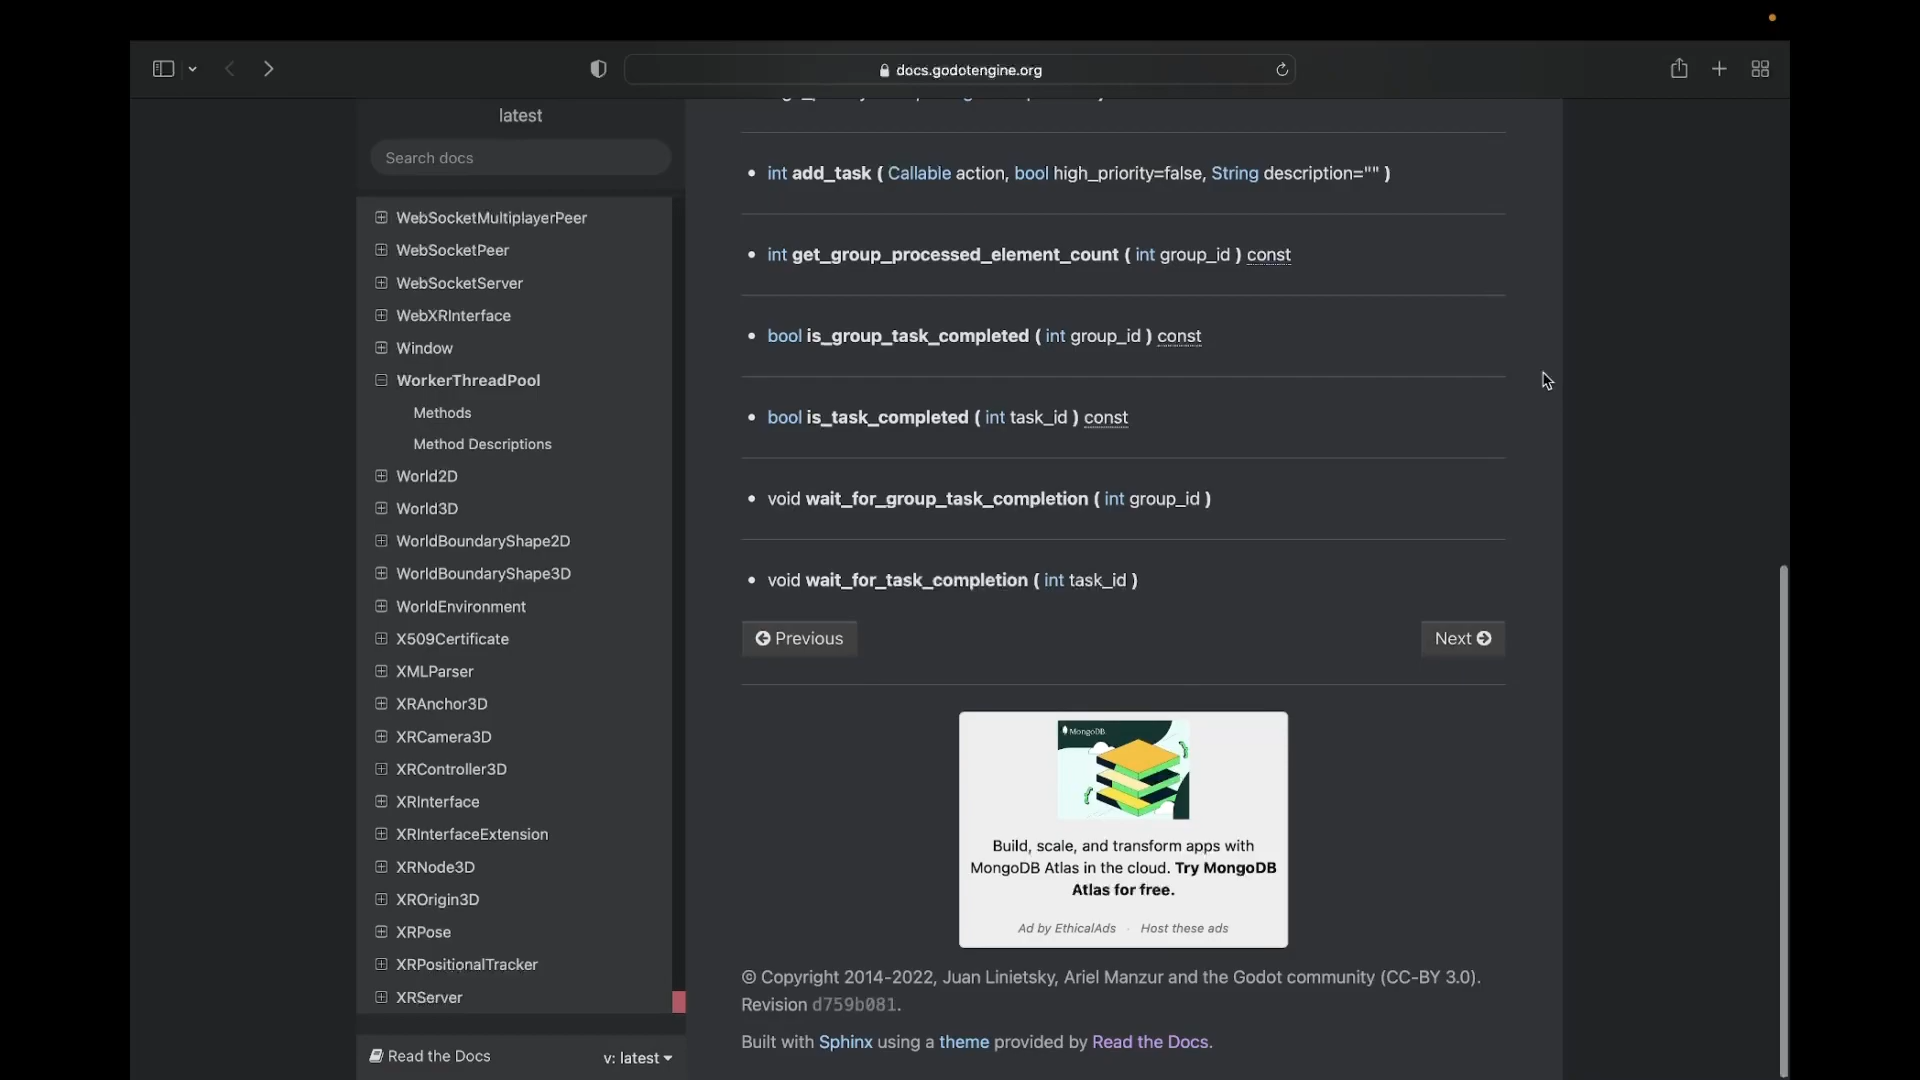 docs.godotengine.org
latest
Search docs
WebSocketMultiplayerPeer
WebSocketPeer
WebSocketServer
WebXRInterface
Window
WorkerThreadPool
Methods
Method Descriptions
World2D
World3D
WorldBoundaryShape2D
WorldBoundaryShape3D
WorldEnvironment
X509Certificate
XMLParser
XRAnchor3D
XRCamera3D
XRController3D
XRInterface
XRInterfaceExtension
XRNode3D
XROrigin3D
XRPose
XRPositionalTracker
XRServer
Read the Docs
v: latest
int add_task ( Callable action, bool high_priority=false, String description="" )
int get_group_processed_element_count ( int group_id ) const
bool is_group_task_completed ( int group_id ) const
bool is_task_completed ( int task_id ) const
void wait_for_group_task_completion ( int group_id )
void wait_for_task_completion ( int task_id )
Previous
Next
MongoDB
Build, scale, and transform apps with
MongoDB Atlas in the cloud. Try MongoDB
Atlas for free.
Ad by EthicalAds · Host these ads
© Copyright 2014-2022, Juan Linietsky, Ariel Manzur and the Godot community (CC-BY 3.0).
Revision d759b081.
Built with Sphinx using a theme provided by Read the Docs.